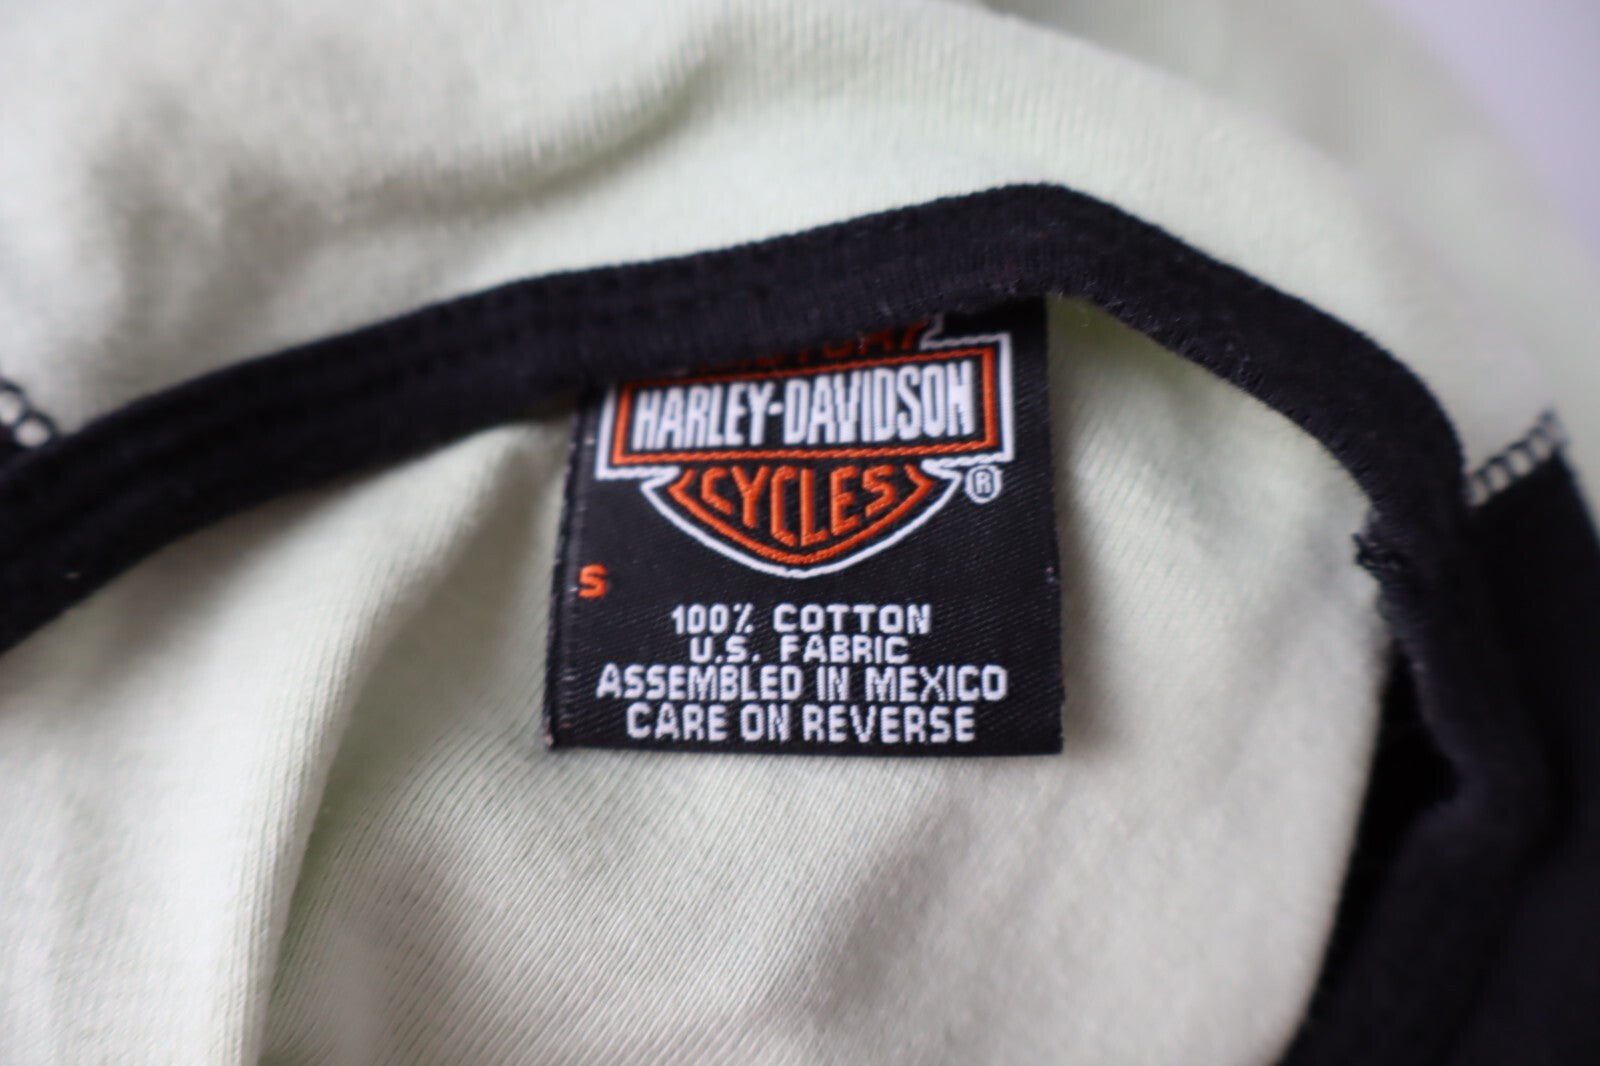 HARLEY-DAVIDSON
CYCLES
®
S
100% COTTON
U.S. FABRIC
ASSEMBLED IN MEXICO
CARE ON REVERSE